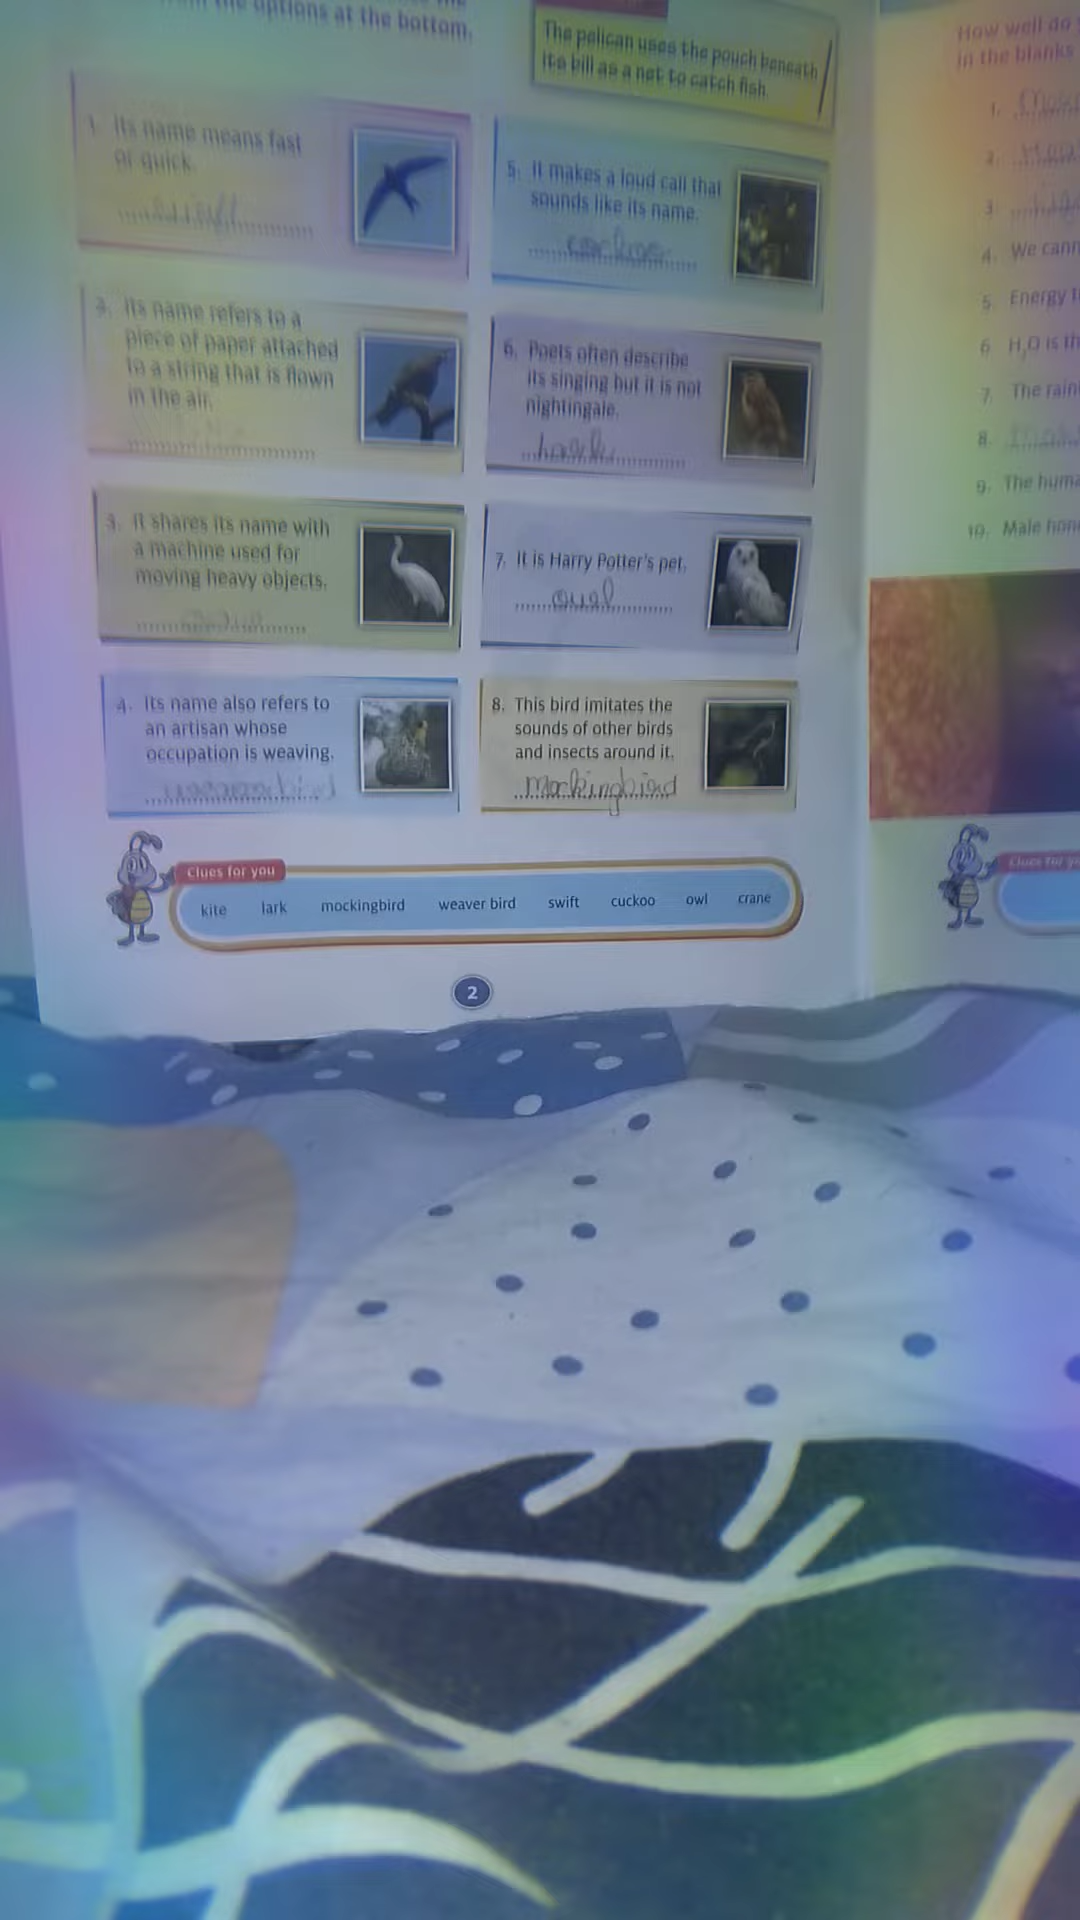 options at the bottom.
The pelican uses the pouch beneath
its bill as a net to catch fish.
1. Its name means fast
or quick.
swift
2. Its name refers to a
piece of paper attached
to a string that is flown
in the air.
3. It shares its name with
a machine used for
moving heavy objects.
4. Its name also refers to
an artisan whose
occupation is weaving.
5. It makes a loud call that
sounds like its name.
6. Poets often describe
its singing but it is not
nightingale.
7. It is Harry Potter's pet.
8. This bird imitates the
sounds of other birds
and insects around it.
mockingbird
Clues for you
kite lark mockingbird weaver bird swift cuckoo owl crane
2
How well do
in the blanks
1.
2.
3.
4. We cann
5. Energy
6. H₂O is th
7. The rain
8.
9. The huma
10. Male hon
Clues for